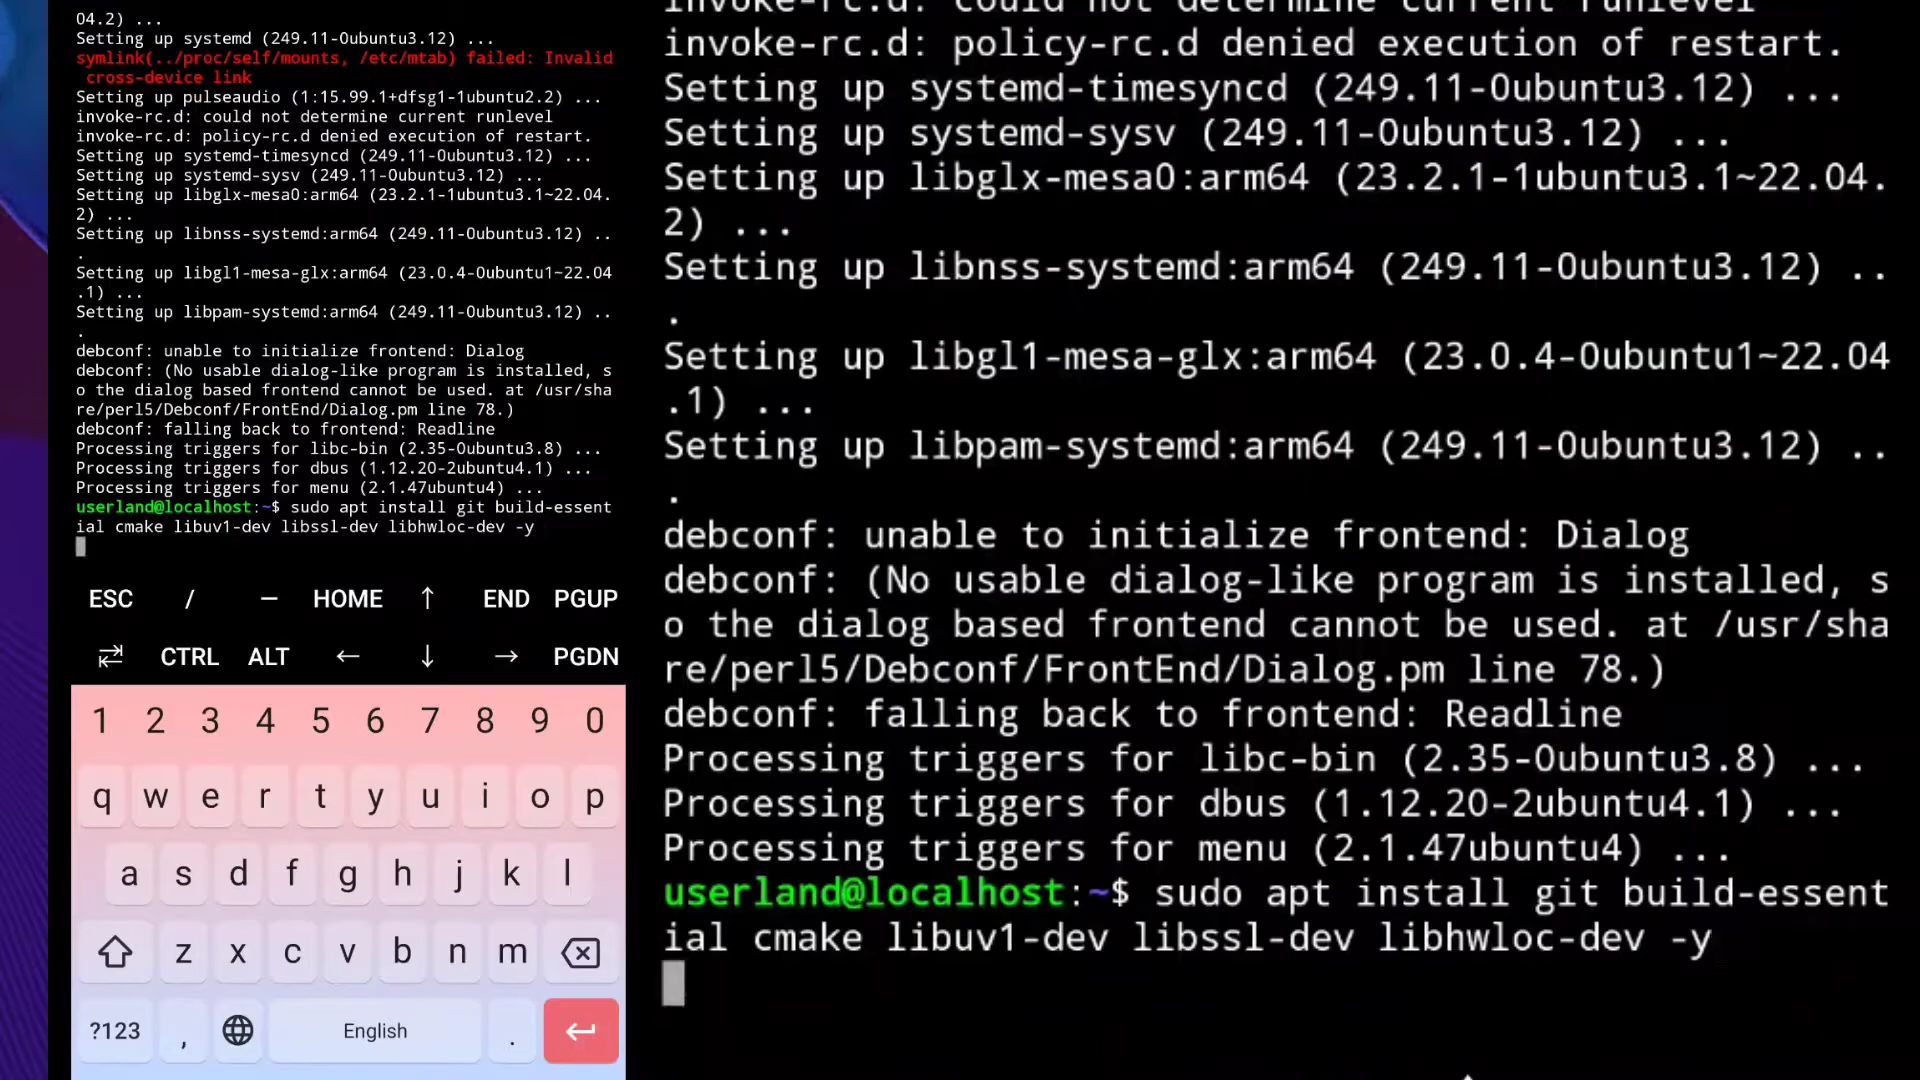 04.2) ...
Setting up systemd (249.11-0ubuntu3.12) ...
symlink(../proc/self/mounts, /etc/mtab) failed: Invalid
cross-device link
Setting up pulseaudio (1:15.99.1+dfsg1-1ubuntu2.2) ...
invoke-rc.d: could not determine current runlevel
invoke-rc.d: policy-rc.d denied execution of restart.
Setting up systemd-timesyncd (249.11-0ubuntu3.12) ...
Setting up systemd-sysv (249.11-0ubuntu3.12) ...
Setting up libglx-mesa0:arm64 (23.2.1-1ubuntu3.1~22.04.
2) ...
Setting up libnss-systemd:arm64 (249.11-0ubuntu3.12) ..
.
Setting up libgl1-mesa-glx:arm64 (23.0.4-0ubuntu1~22.04
.1) ...
Setting up libpam-systemd:arm64 (249.11-0ubuntu3.12) ..
.
debconf: unable to initialize frontend: Dialog
debconf: (No usable dialog-like program is installed, s
o the dialog based frontend cannot be used. at /usr/sha
re/perl5/Debconf/FrontEnd/Dialog.pm line 78.)
debconf: falling back to frontend: Readline
Processing triggers for libc-bin (2.35-0ubuntu3.8) ...
Processing triggers for dbus (1.12.20-2ubuntu4.1) ...
Processing triggers for menu (2.1.47ubuntu4) ...
userland@localhost:~$ sudo apt install git build-essent
ial cmake libuv1-dev libssl-dev libhwloc-dev -y
ESC / — HOME ↑ END PGUP
⇄ CTRL ALT ← ↓ → PGDN
1 2 3 4 5 6 7 8 9 0
q w e r t y u i o p
a s d f g h j k l
z x c v b n m
?123 , English .
invoke-rc.d: could not determine current runlevel
invoke-rc.d: policy-rc.d denied execution of restart.
Setting up systemd-timesyncd (249.11-0ubuntu3.12) ...
Setting up systemd-sysv (249.11-0ubuntu3.12) ...
Setting up libglx-mesa0:arm64 (23.2.1-1ubuntu3.1~22.04.
2) ...
Setting up libnss-systemd:arm64 (249.11-0ubuntu3.12) ..
.
Setting up libgl1-mesa-glx:arm64 (23.0.4-0ubuntu1~22.04
.1) ...
Setting up libpam-systemd:arm64 (249.11-0ubuntu3.12) ..
.
debconf: unable to initialize frontend: Dialog
debconf: (No usable dialog-like program is installed, s
o the dialog based frontend cannot be used. at /usr/sha
re/perl5/Debconf/FrontEnd/Dialog.pm line 78.)
debconf: falling back to frontend: Readline
Processing triggers for libc-bin (2.35-0ubuntu3.8) ...
Processing triggers for dbus (1.12.20-2ubuntu4.1) ...
Processing triggers for menu (2.1.47ubuntu4) ...
userland@localhost:~$ sudo apt install git build-essent
ial cmake libuv1-dev libssl-dev libhwloc-dev -y